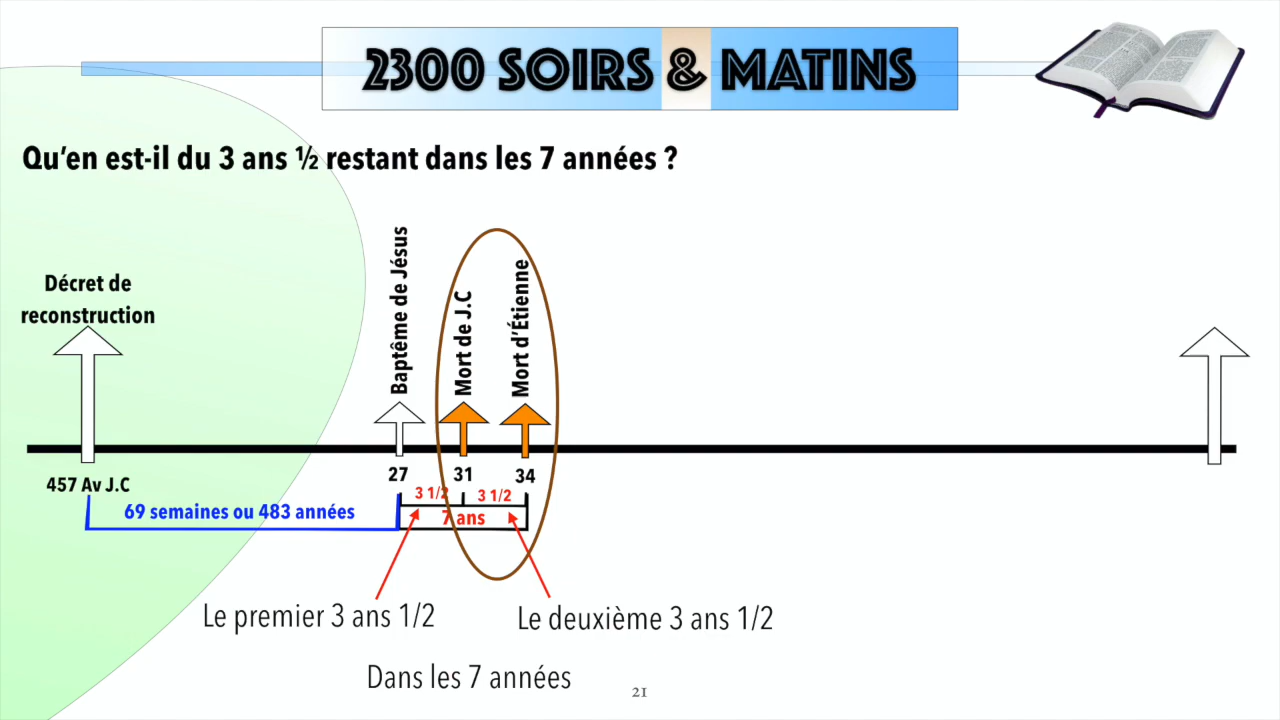 2300 SOIRS & MATINS
Qu’en est-il du 3 ans ½ restant dans les 7 années ?
Décret de
reconstruction
Baptême de Jésus
Mort de J.C
Mort d’Étienne
457 Av J.C
27
31
34
3 1/2
3 1/2
69 semaines ou 483 années
7 ans
Le premier 3 ans 1/2
Le deuxième 3 ans 1/2
Dans les 7 années
21